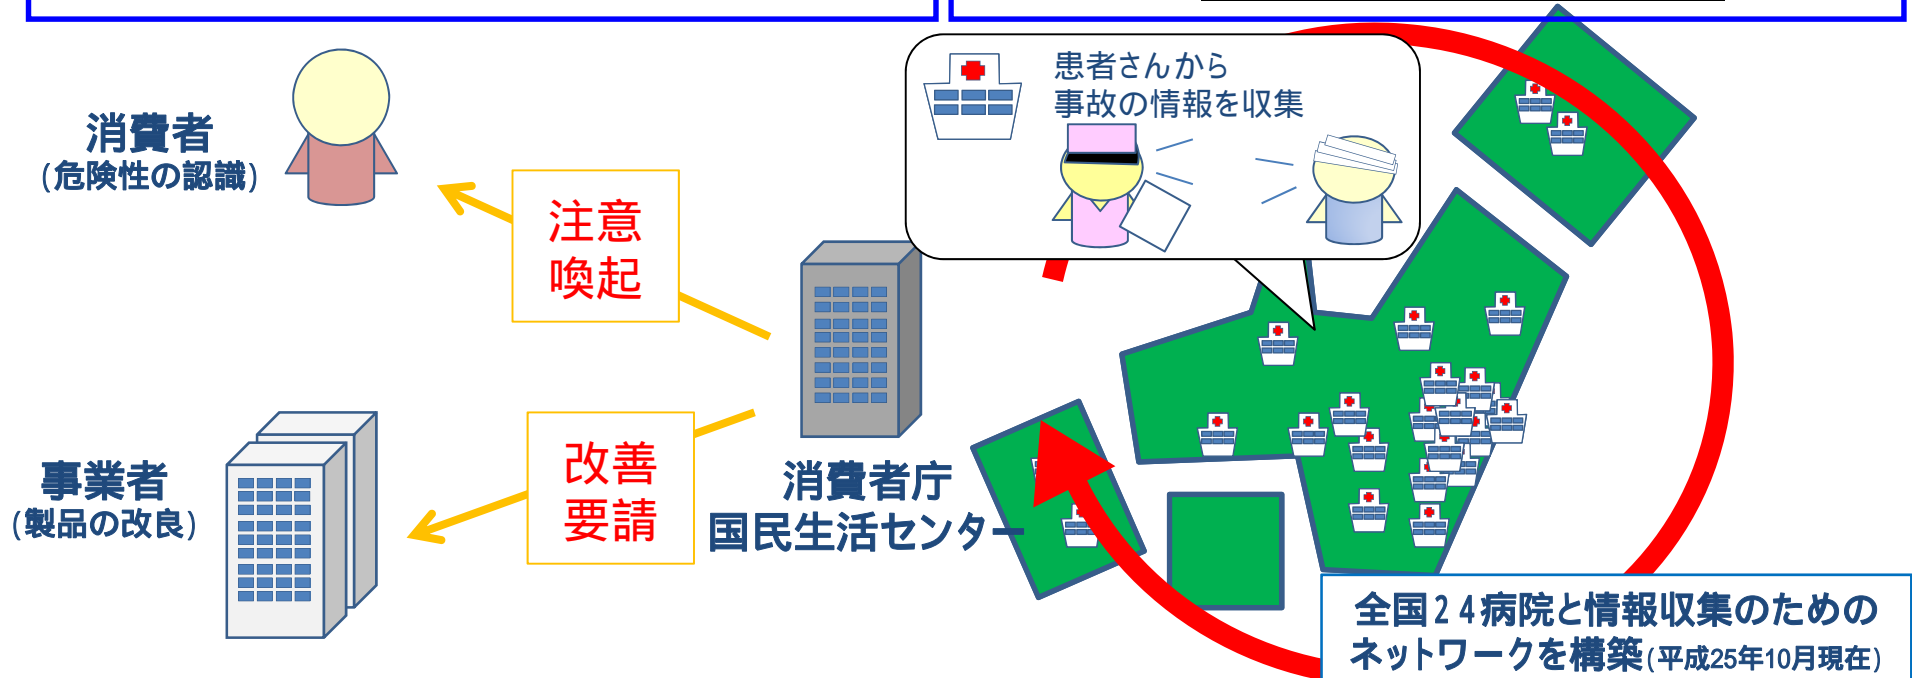 患者さんから
事故の情報を収集
消費者
(危険性の認識)
注意
喚起
事業者
(製品の改良)
改善
要請
消費者庁
国民生活センター
全国24病院と情報収集のための
ネットワークを構築(平成25年10月現在)